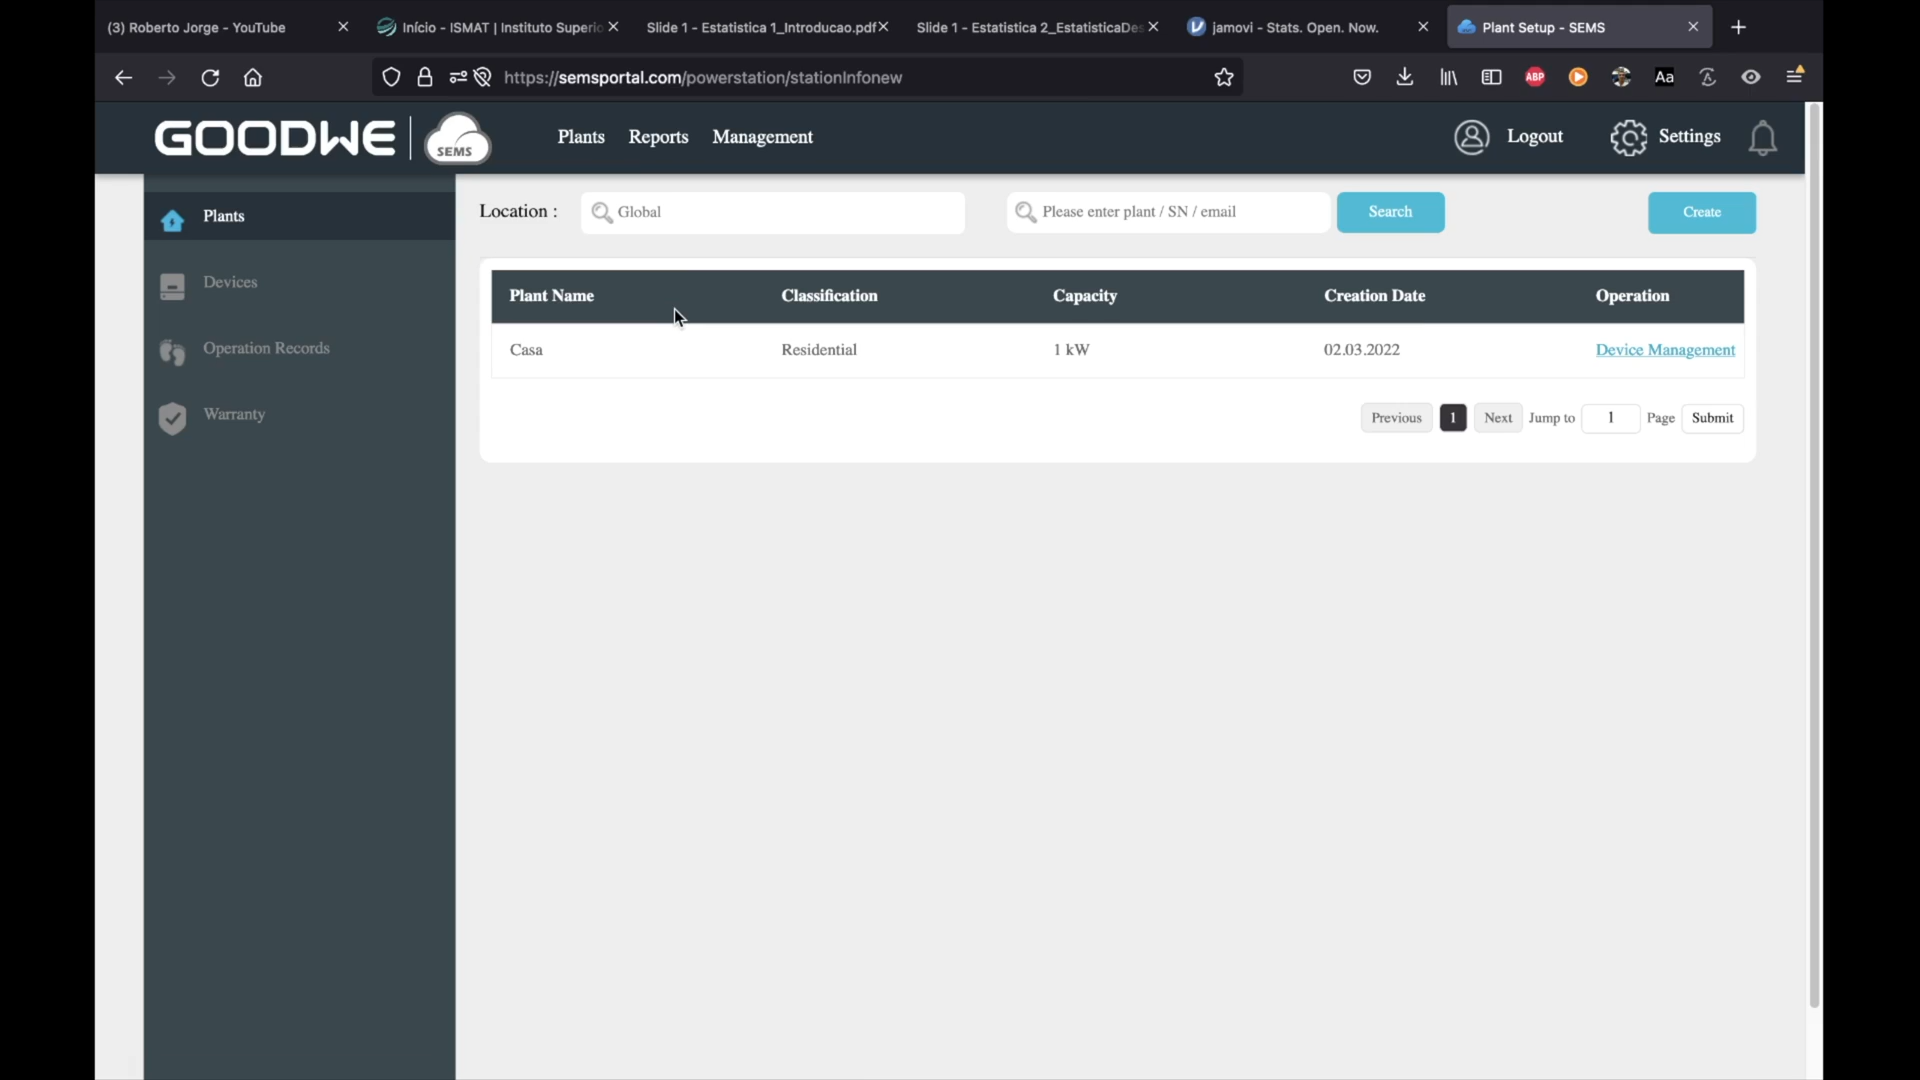 (3) Roberto Jorge - YouTube
Início - ISMAT | Instituto Superio
Slide 1 - Estatistica 1_Introducao.pdf
Slide 1 - Estatistica 2_EstatisticaDes
jamovi - Stats. Open. Now.
Plant Setup - SEMS
https://semsportal.com/powerstation/stationInfonew
ABP
Aa
GOODWE
SEMS
Plants
Reports
Management
Logout
Settings
Plants
Devices
Operation Records
Warranty
Location :
Global
Please enter plant / SN / email
Search
Create
Plant Name Classification Capacity Creation Date Operation
Casa Residential 1 kW 02.03.2022 Device Management
Previous 1 Next Jump to 1 Page Submit